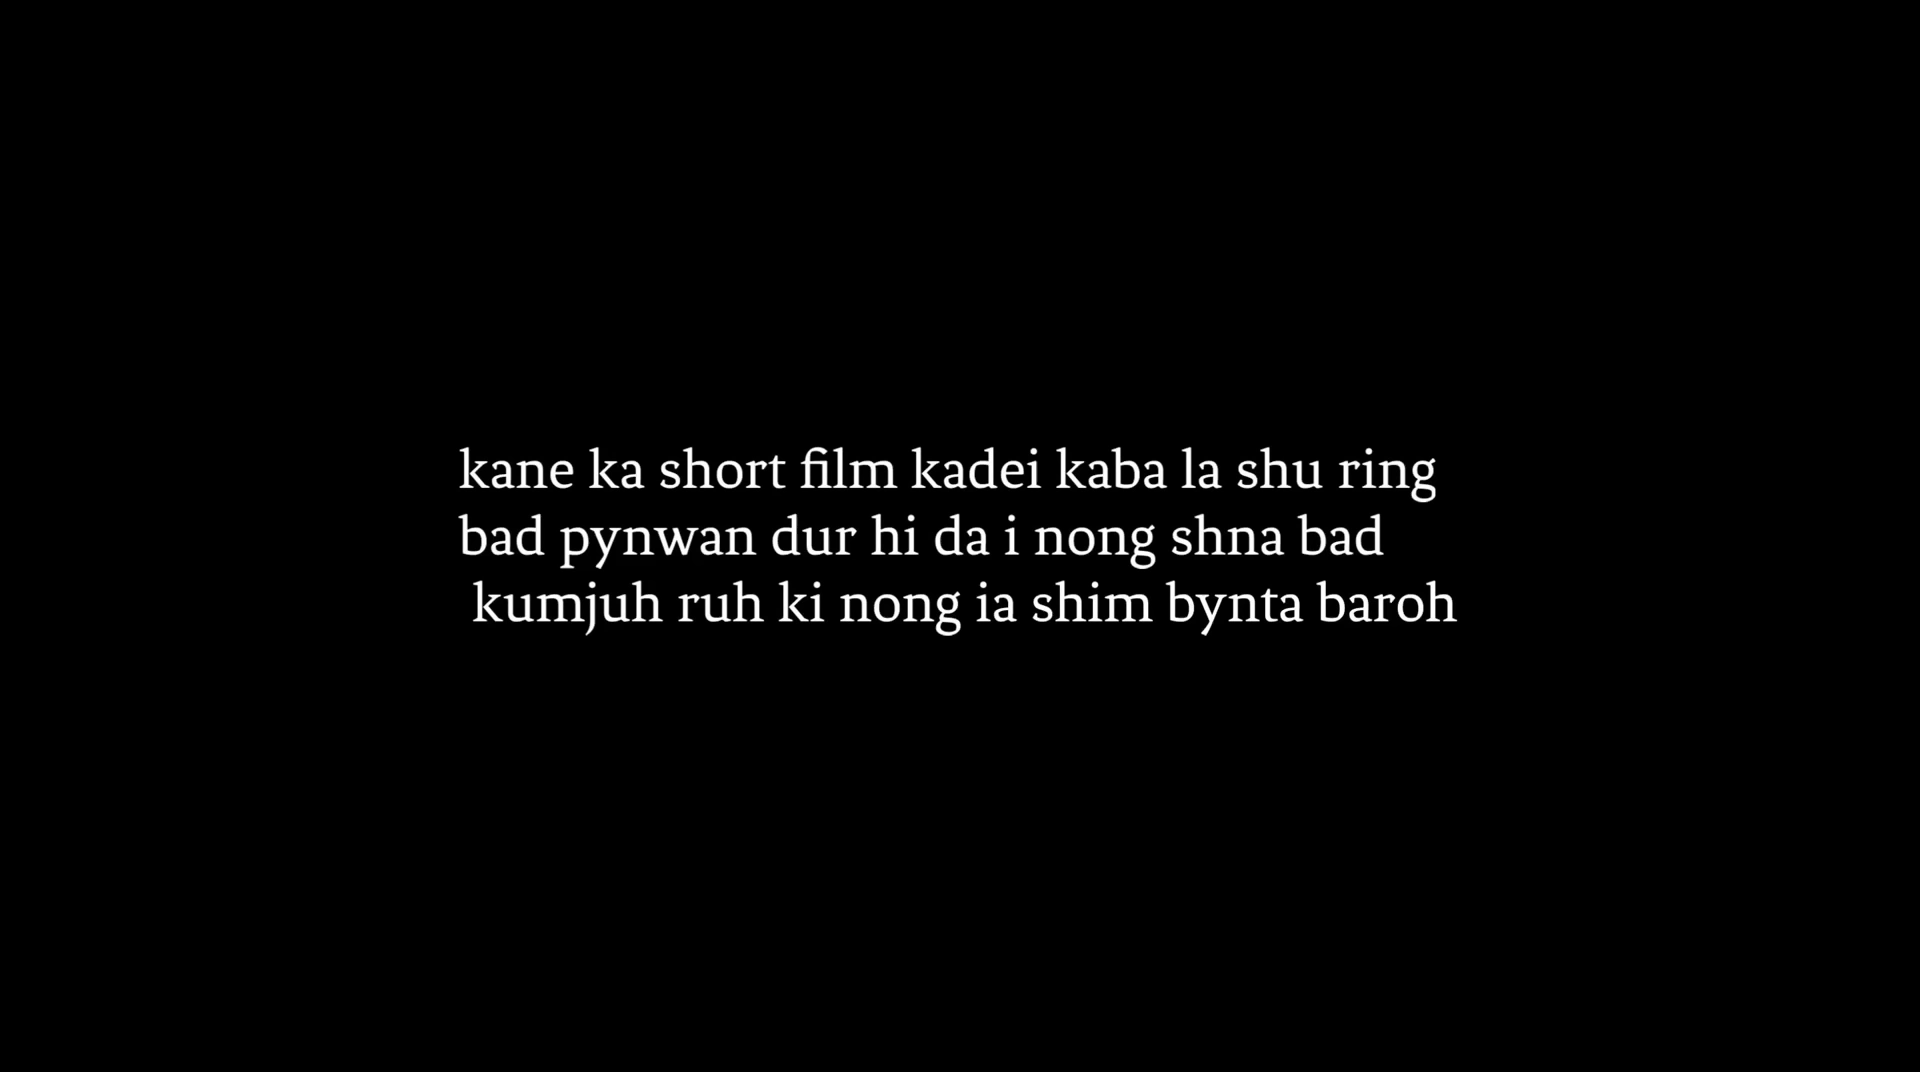 kane ka short film kadei kaba la shu ring
bad pynwan dur hi da i nong shna bad
kumjuh ruh ki nong ia shim bynta baroh